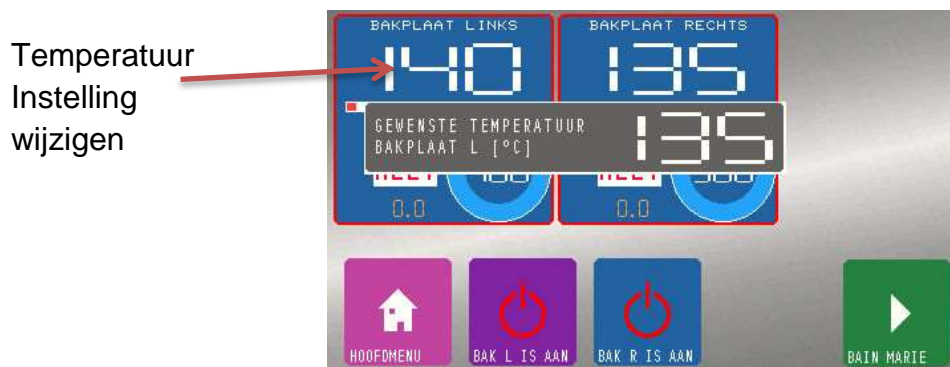 Temperatuur
Instelling
wijzigen
BAKPLAAT LINKS
140
BAKPLAAT RECHTS
135
GEWENSTE TEMPERATUUR
BAKPLAAT L [°C]
135
0.0
0.0
HOOFDMENU
BAK L IS AAN
BAK R IS AAN
BAIN MARIE